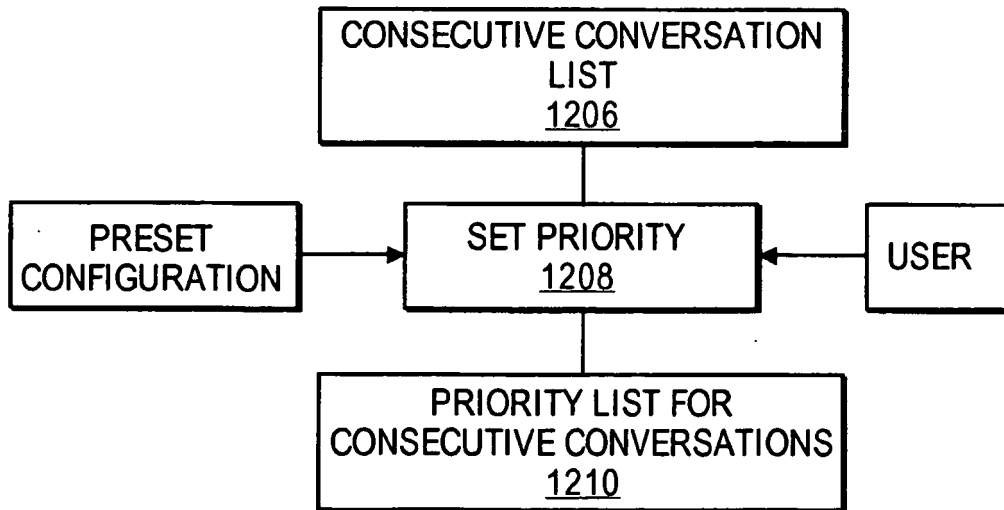 CONSECUTIVE CONVERSATION
LIST
1206
PRESET
CONFIGURATION
SET PRIORITY
1208
USER
PRIORITY LIST FOR
CONSECUTIVE CONVERSATIONS
1210